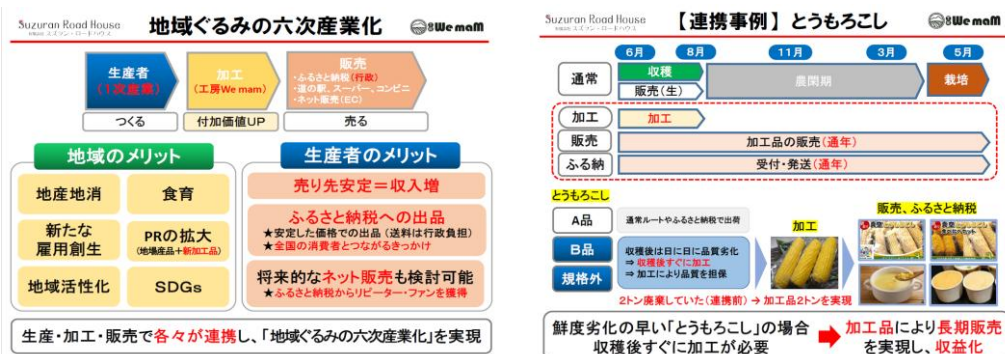 Suzuran Road House
地域ぐるみの六次産業化
We mam
生産者
(1次産業)
加工
(工房We mam)
販売
・ふるさと納税(行政)
・道の駅、スーパー、コンビニ
・ネット販売(EC)
つくる
付加価値UP
売る
地域のメリット
地産地消
食育
新たな
雇用創生
PRの拡大
(地場産品+新加工品)
地域活性化
SDGs
生産者のメリット
売り先安定=収入増
ふるさと納税への出品
★安定した価格での出品(送料は行政負担)
★全国の消費者とつながるきっかけ
将来的なネット販売も検討可能
★ふるさと納税からリピーター・ファンを獲得
生産・加工・販売で各々が連携し、「地域ぐるみの六次産業化」を実現
Suzuran Road House
【連携事例】とうもろこし
We mam
6月
8月
11月
3月
5月
通常
収穫
販売(生)
農閑期
栽培
加工
加工
販売
加工品の販売(通年)
ふる納
受付・発送(通年)
とうもろこし
A品
通常ルートやふるさと納税で出荷
B品
規格外
収穫後は日に日に品質劣化
⇒ 収穫後すぐに加工
⇒ 加工により品質を担保
加工
販売、ふるさと納税
2トン廃棄していた(連携前) → 加工品2トンを実現
鮮度劣化の早い「とうもろこし」の場合
収穫後すぐに加工が必要
加工品により長期販売
を実現し、収益化